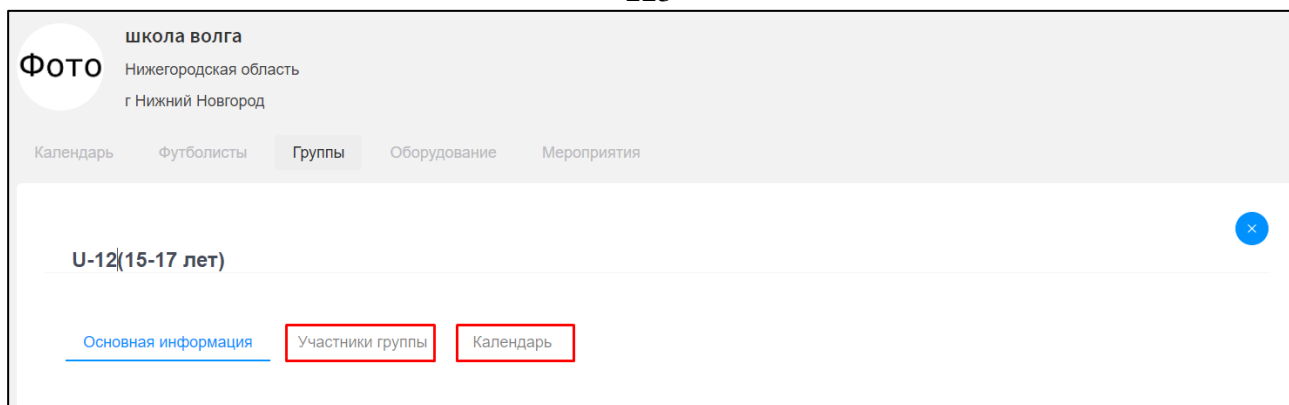 школа волга
Фото
Нижегородская область
г Нижний Новгород
Календарь Футболисты Группы Оборудование Мероприятия
U-12(15-17 лет)
Основная информация Участники группы Календарь